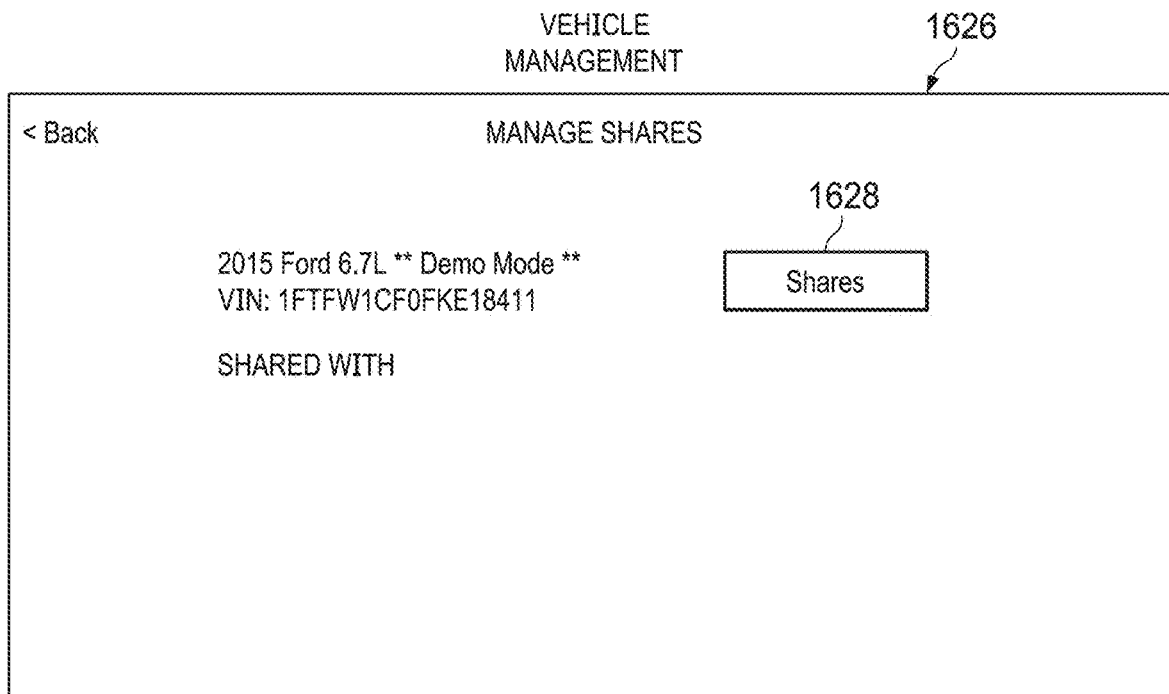 VEHICLE
MANAGEMENT
1626
< Back
MANAGE SHARES
1628
2015 Ford 6.7L ** Demo Mode **
Shares
VIN: 1FTFW1CF0FKE18411
SHARED WITH